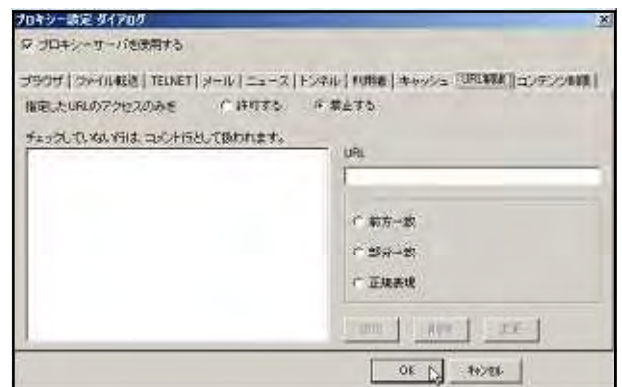 プロキシー設定 ダイアログ
プロキシーサーバを使用する
ブラウザ ファイル転送 TELNET メール ニュース トンネル 利用者 キャッシュ URL制限 コンテンツ制限
指定したURLのアクセスのみを 許可する 禁止する
チェックしていない行は、コメント行として扱われます。
URL
前方一致
部分一致
正規表現
追加 削除 変更
OK キャンセル